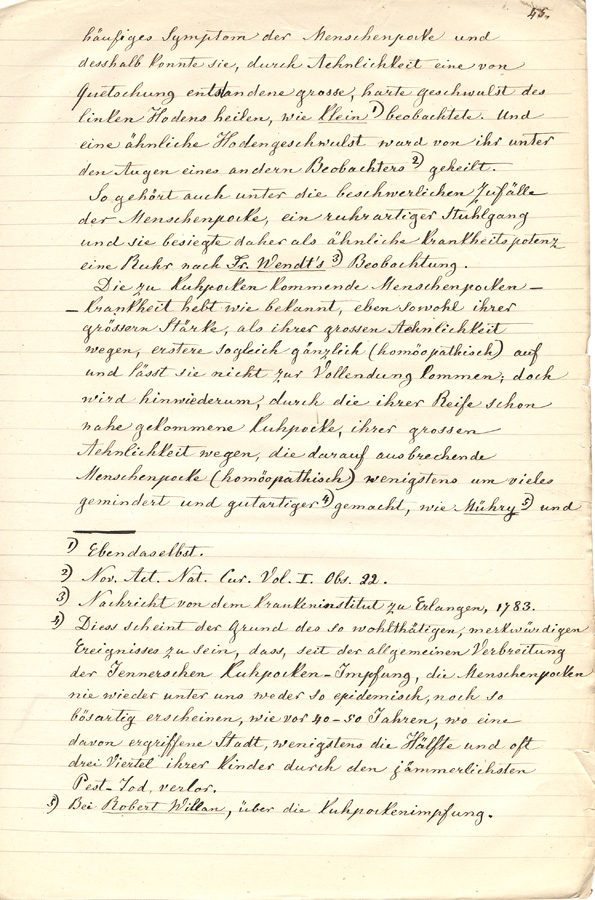 45.
häufiges Symptom der Menschenpocke und
desshalb konnte sie, durch Aehnlichkeit eine von
Quetschung entstandene grosse, harte geschwulst des
linken Hodens heilen, wie Klein 1) beobachtete. Und
eine ähnliche Hodengeschwulst ward von ihr unter
den Augen eines andern Beobachters 2) geheilt.
So gehört auch unter die beschwerlichen Zufälle
der Menschenpocke, ein ruhrartiger Stuhlgang
und sie besiegte daher als ähnliche Krankheitspotenz
eine Ruhr nach Fr. Wendt's 3) Beobachtung.
Die zu Kuhpocken kommende Menschenpocken-
-krankheit hebt wie bekannt, eben sowohl ihrer
grössern Stärke, als ihrer grossen Aehnlichkeit
wegen, erstere sogleich gänzlich (homöopathisch) auf
und lässt sie nicht zur Vollendung kommen; doch
wird hinwiederum, durch die ihrer Reife schon
nahe gekommene Kuhpocke, ihrer grossen
Aehnlichkeit wegen, die darauf ausbrechende
Menschenpocke (homöopathisch) wenigstens um vieles
gemindert und gutartiger 4) gemacht, wie Mühry 5) und
1) Ebendaselbst.
2) Nov. Act. Nat. Cur. Vol. I. Obs. 22.
3) Nachricht von dem Krankeninstitut zu Erlangen, 1783.
4) Diess scheint der Grund des so wohlthätigen, merkwürdigen
Ereignisses zu sein, dass, seit der allgemeinen Verbreitung
der Jennerschen Kuhpocken-Impfung, die Menschenpocken
nie wieder unter uns weder so epidemisch, noch so
bösartig erscheinen, wie vor 40-50 Jahren, wo eine
davon ergriffene Stadt, wenigstens die Hälfte und oft
drei Viertel ihrer Kinder durch den jämmerlichsten
Pest-Tod, verlor.
5) Bei Robert Willan, über die Kuhpockenimpfung.